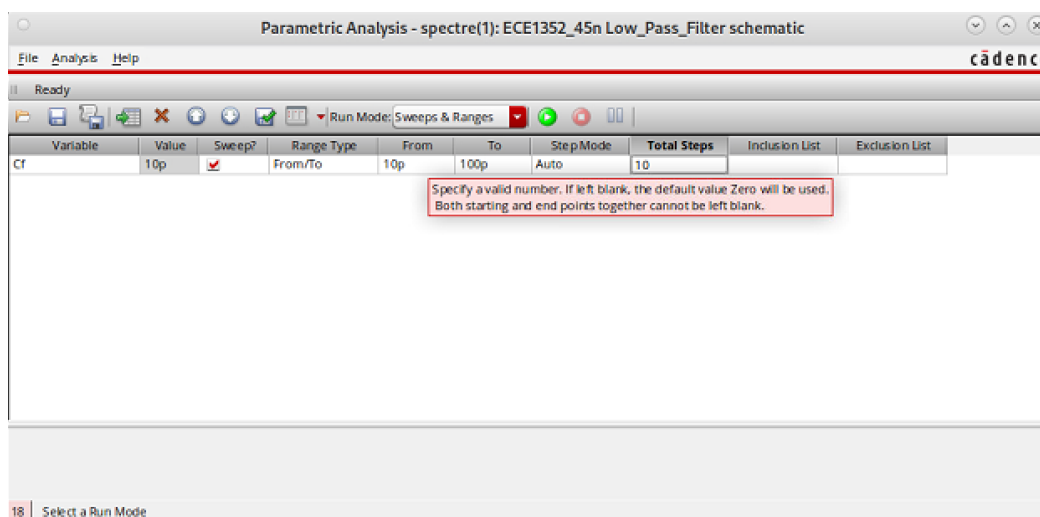 Parametric Analysis - spectre(1): ECE1352_45n Low_Pass_Filter schematic
File Analysis Help
cādenc
Ready
Run Mode: Sweeps & Ranges
Variable Value Sweep? Range Type From To Step Mode Total Steps Inclusion List Exclusion List
Cf 10p From/To 10p 100p Auto 10
Specify a valid number. If left blank, the default value Zero will be used.
Both starting and end points together cannot be left blank.
18 Select a Run Mode